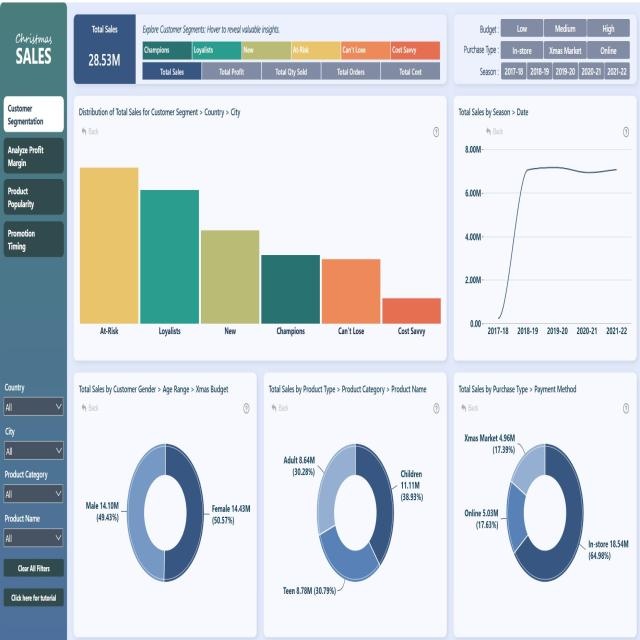 Christmas
SALES
Customer
Segmentation
Analyze Profit
Margin
Product
Popularity
Promotion
Timing
Country
All
City
All
Product Category
All
Product Name
All
Clear All Filters
Click here for tutorial
Total Sales
28.53M
Explore Customer Segments: Hover to reveal valuable insights.
Champions Loyalists New At-Risk Can't Lose Cost Savvy
Total Sales Total Profit Total Qty Sold Total Orders Total Cost
Budget : Low Medium High
Purchase Type : In-store Xmas Market Online
Season : 2017-18 2018-19 2019-20 2020-21 2021-22
Distribution of Total Sales for Customer Segment > Country > City
Back
At-Risk Loyalists New Champions Can't Lose Cost Savvy
Total Sales by Season > Date
Back
8.00M
6.00M
4.00M
2.00M
0.00
2017-18 2018-19 2019-20 2020-21 2021-22
Total Sales by Customer Gender > Age Range > Xmas Budget
Back
Male 14.10M
(49.43%)
Female 14.43M
(50.57%)
Total Sales by Product Type > Product Category > Product Name
Back
Adult 8.64M
(30.28%)
Children
11.11M
(38.93%)
Teen 8.78M (30.79%)
Total Sales by Purchase Type > Payment Method
Back
Xmas Market 4.96M
(17.39%)
Online 5.03M
(17.63%)
In-store 18.54M
(64.98%)